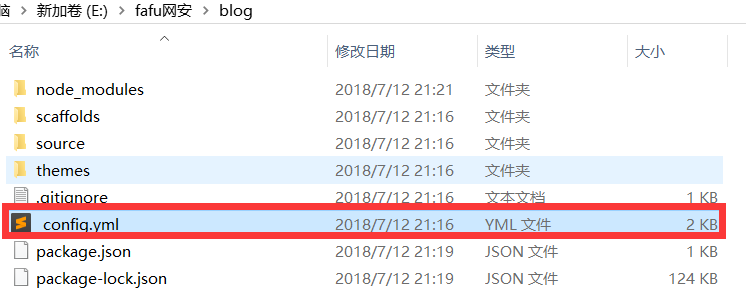 脑 › 新加卷 (E:) › fafu网安 › blog
名称 修改日期 类型 大小
node_modules 2018/7/12 21:21 文件夹
scaffolds 2018/7/12 21:16 文件夹
source 2018/7/12 21:16 文件夹
themes 2018/7/12 21:16 文件夹
.gitignore 2018/7/12 21:16 文本文档 1 KB
_config.yml 2018/7/12 21:16 YML 文件 2 KB
package.json 2018/7/12 21:19 JSON 文件 1 KB
package-lock.json 2018/7/12 21:19 JSON 文件 124 KB